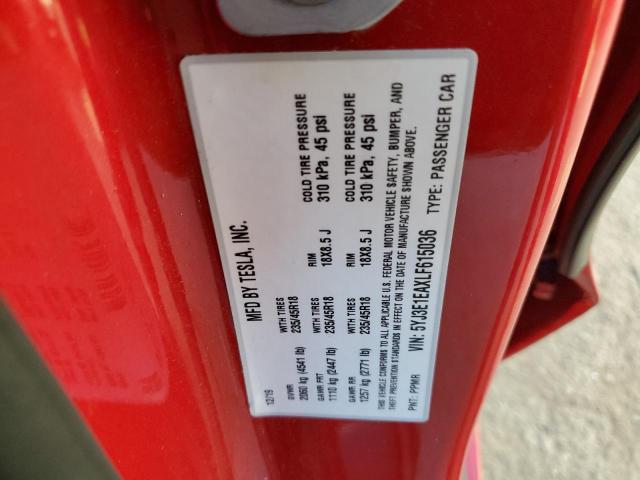 MFD BY TESLA, INC.
12/19
GVWR WITH TIRES RIM COLD TIRE PRESSURE
2060 kg (4541 lb) 235/45R18 18X8.5 J 310 kPa, 45 psi
GAWR FRT WITH TIRES RIM COLD TIRE PRESSURE
1110 kg (2447 lb) 235/45R18 18X8.5 J 310 kPa, 45 psi
GAWR RR WITH TIRES
1257 kg (2771 lb) 235/45R18
THIS VEHICLE CONFORMS TO ALL APPLICABLE U.S. FEDERAL MOTOR VEHICLE SAFETY, BUMPER, AND
THEFT PREVENTION STANDARDS IN EFFECT ON THE DATE OF MANUFACTURE SHOWN ABOVE.
VIN: 5YJ3E1EAXLF615036 TYPE: PASSENGER CAR
PNT: PPMR